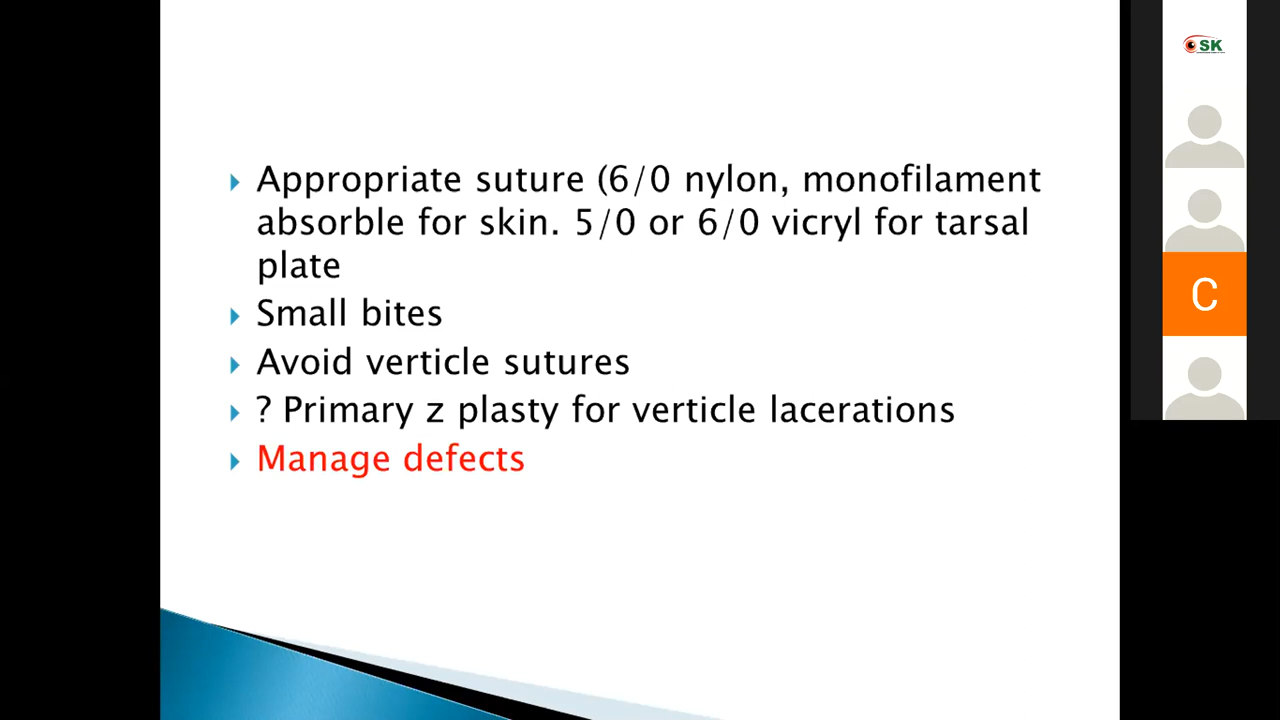 Appropriate suture (6/0 nylon, monofilament
absorble for skin. 5/0 or 6/0 vicryl for tarsal
plate
Small bites
Avoid verticle sutures
? Primary z plasty for verticle lacerations
Manage defects
SK
C